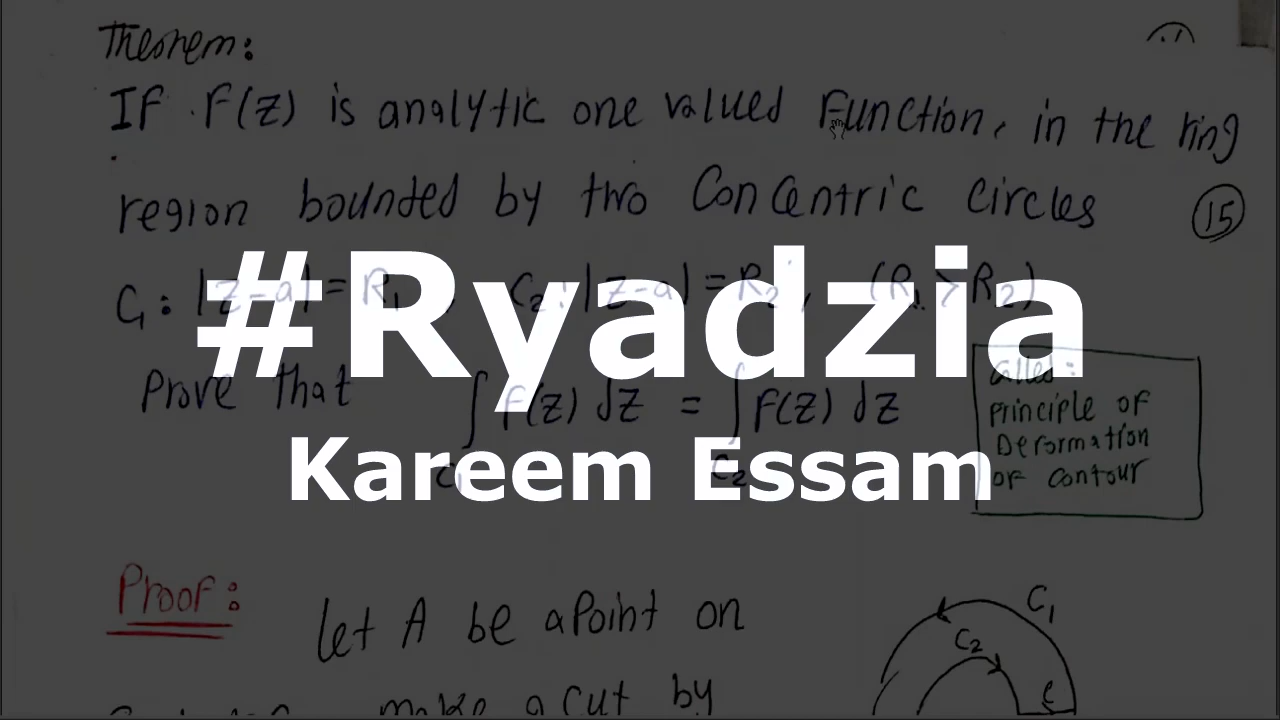 Theorem:
If F(z) is analytic one valued Function, in the ring
region bounded by two Concentric circles
C₁: |z-a| = R₁, C₂: |z-a| = R₂, (R₁ > R₂)
#Ryadzia
Prove that ∫ F(z) dz = ∫ F(z) dz
C₁ C₂
called:
principle of
Deformation
of contour
Kareem Essam
Proof:
let A be a point on
make a cut by
C₁
C₂